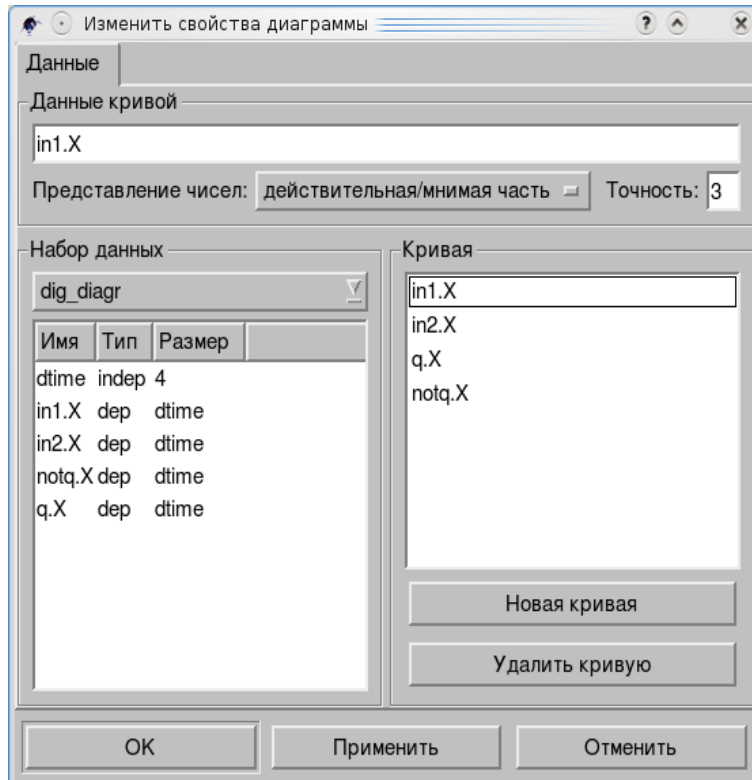 Изменить свойства диаграммы
Данные
Данные кривой
in1.X
Представление чисел: действительная/мнимая часть Точность: 3
Набор данных
dig_diagr
Имя Тип Размер
dtime indep 4
in1.X dep dtime
in2.X dep dtime
notq.X dep dtime
q.X dep dtime
Кривая
in1.X
in2.X
q.X
notq.X
Новая кривая
Удалить кривую
OK Применить Отменить